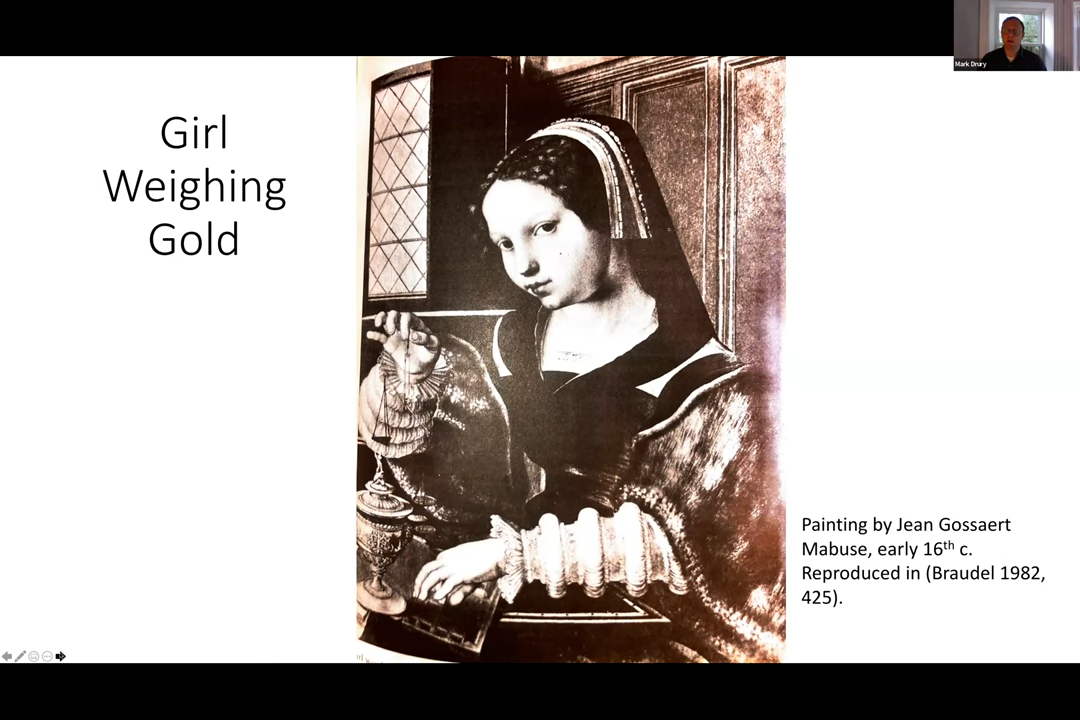 Mark Drury
Girl
Weighing
Gold
Painting by Jean Gossaert
Mabuse, early 16th c.
Reproduced in (Braudel 1982,
425).